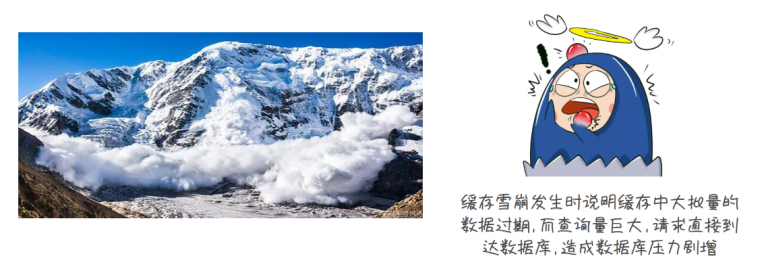 缓存雪崩发生时说明缓存中大批量的
数据过期,而查询量巨大,请求直接到
达数据库,造成数据库压力剧增